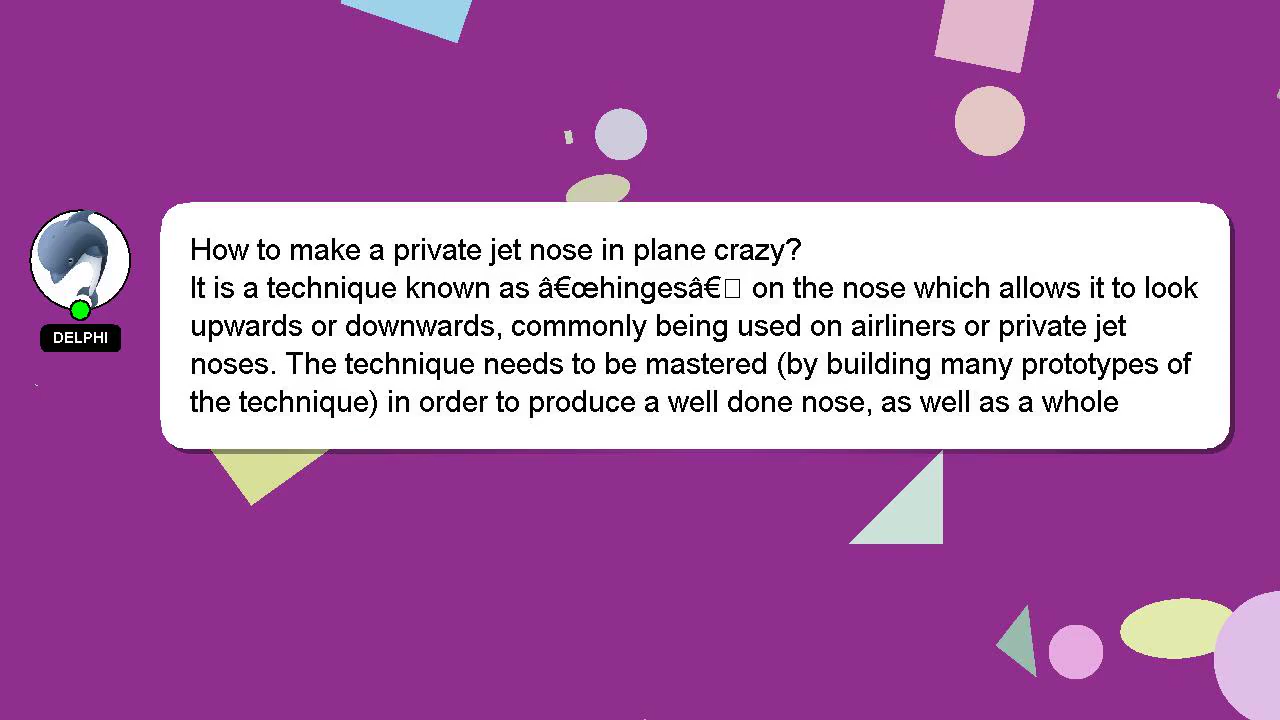 How to make a private jet nose in plane crazy?
It is a technique known as â€œhingesâ€□ on the nose which allows it to look
upwards or downwards, commonly being used on airliners or private jet
noses. The technique needs to be mastered (by building many prototypes of
the technique) in order to produce a well done nose, as well as a whole
DELPHI